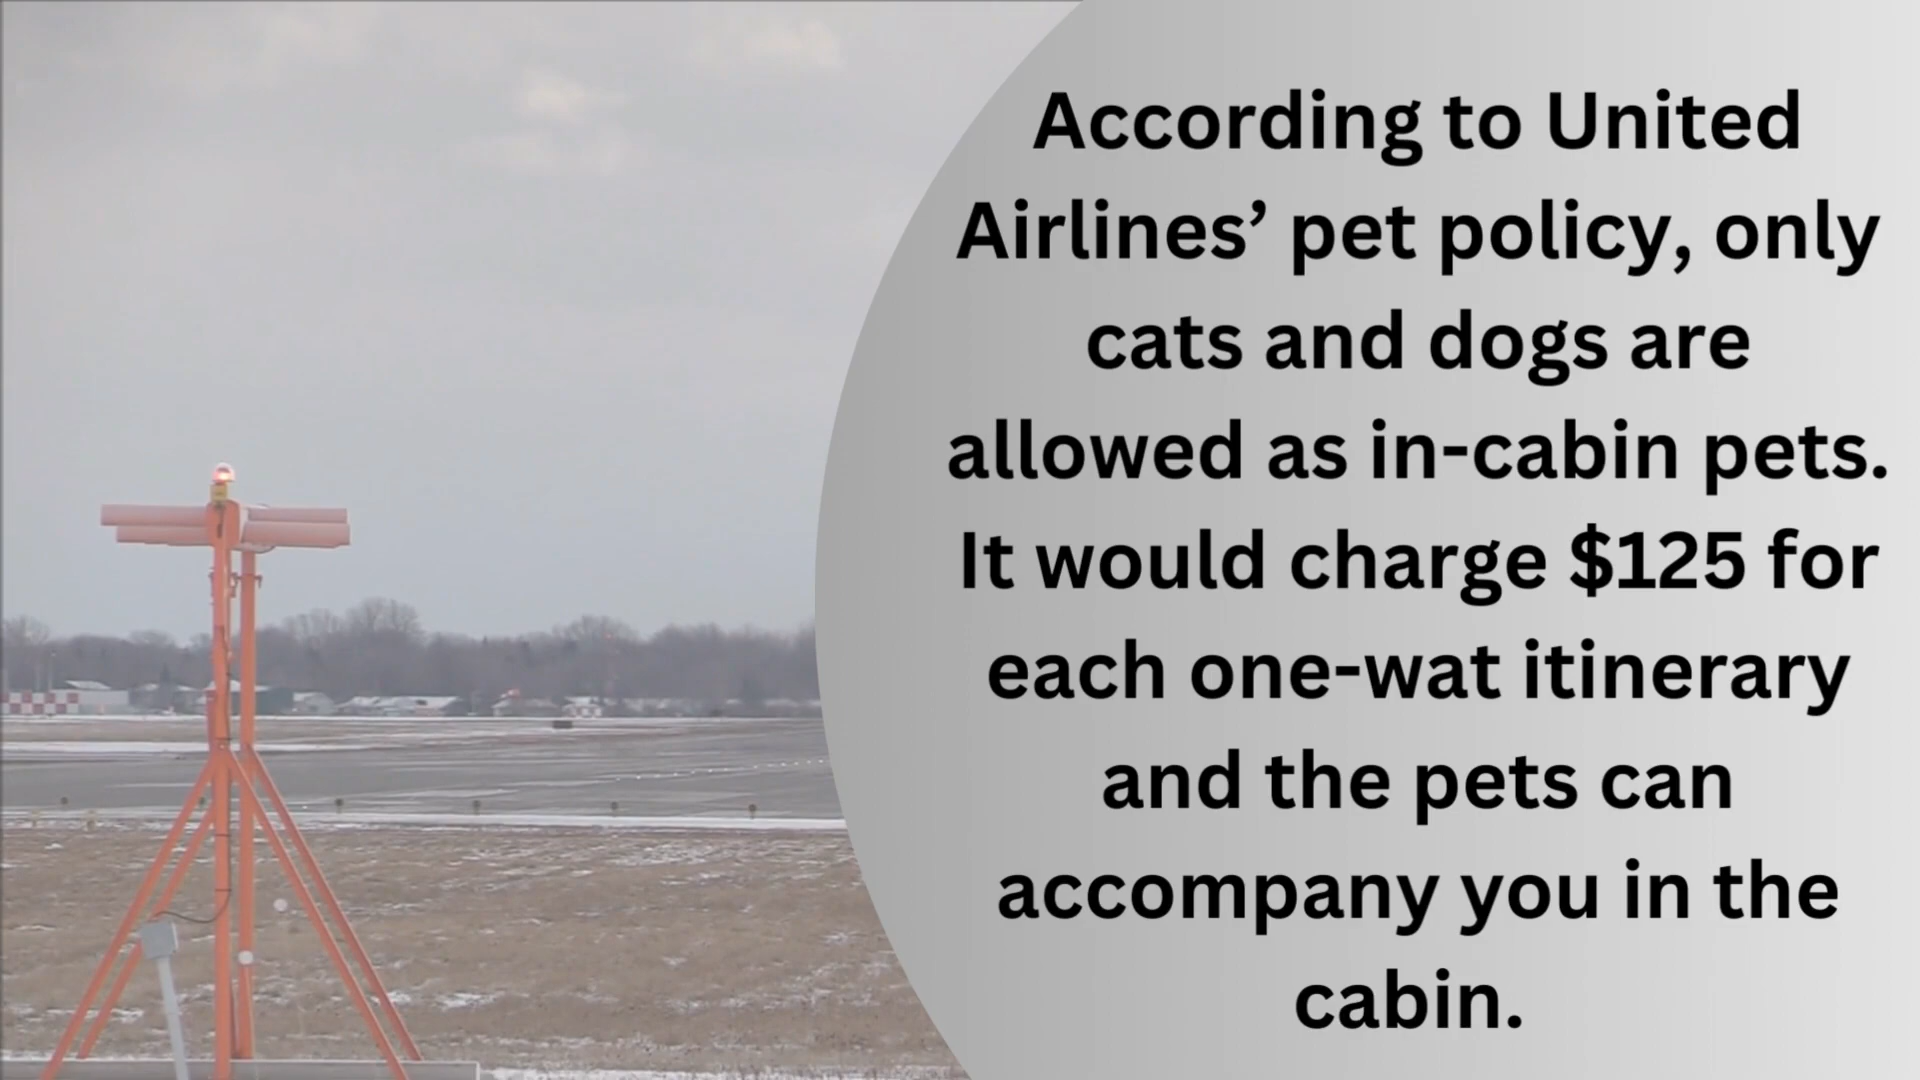 According to United
Airlines’ pet policy, only
cats and dogs are
allowed as in-cabin pets.
It would charge $125 for
each one-wat itinerary
and the pets can
accompany you in the
cabin.